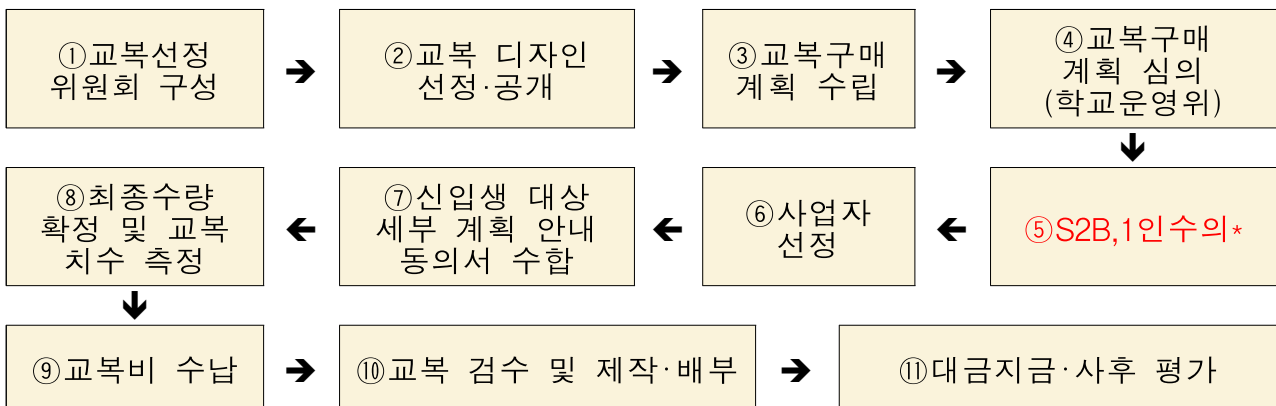 ①교복선정
위원회 구성
②교복 디자인
선정·공개
③교복구매
계획 수립
④교복구매
계획 심의
(학교운영위)
⑤S2B,1인수의*
⑥사업자
선정
⑦신입생 대상
세부 계획 안내
동의서 수합
⑧최종수량
확정 및 교복
치수 측정
⑨교복비 수납
⑩교복 검수 및 제작·배부
⑪대금지금·사후 평가